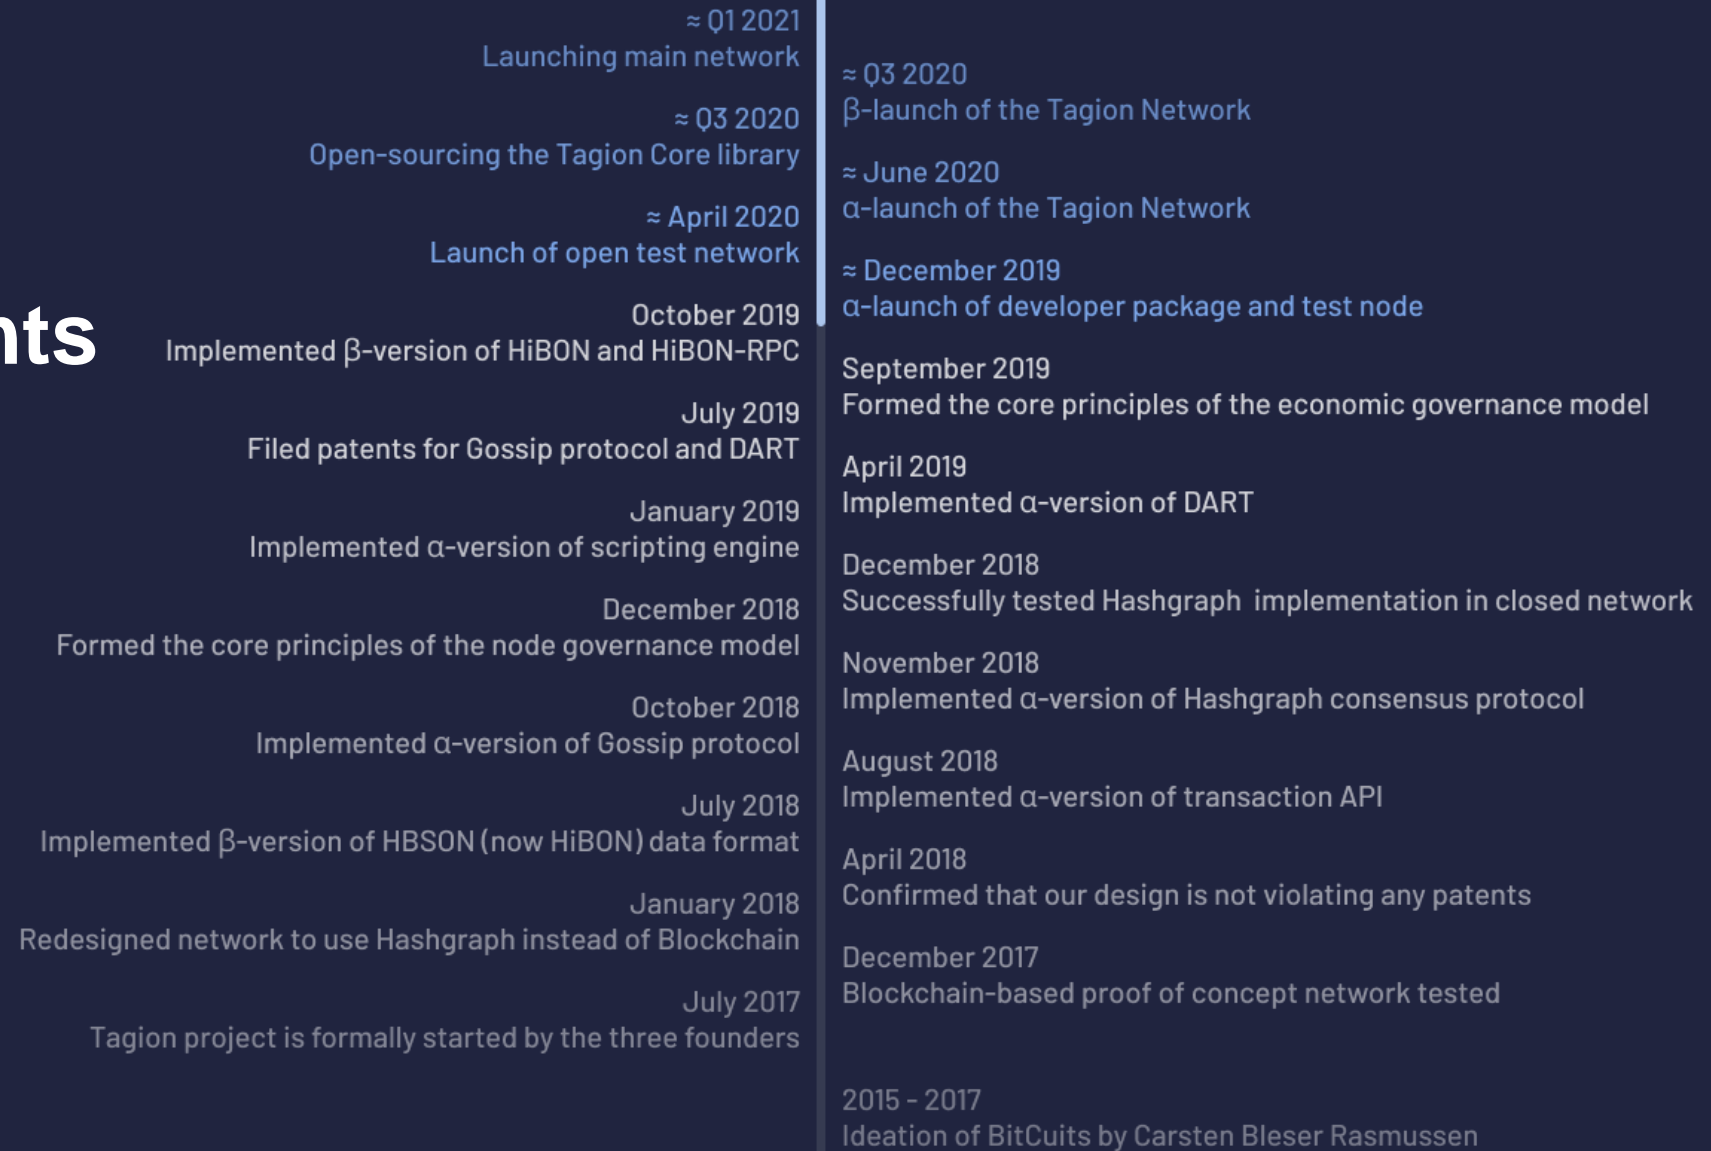 ≈ Q1 2021
Launching main network
≈ Q3 2020
β-launch of the Tagion Network
≈ Q3 2020
Open-sourcing the Tagion Core library
≈ June 2020
α-launch of the Tagion Network
≈ April 2020
Launch of open test network
≈ December 2019
α-launch of developer package and test node
October 2019
Implemented β-version of HiBON and HiBON-RPC
nts
September 2019
Formed the core principles of the economic governance model
July 2019
Filed patents for Gossip protocol and DART
April 2019
Implemented α-version of DART
January 2019
Implemented α-version of scripting engine
December 2018
Successfully tested Hashgraph  implementation in closed network
December 2018
Formed the core principles of the node governance model
November 2018
Implemented α-version of Hashgraph consensus protocol
October 2018
Implemented α-version of Gossip protocol
August 2018
Implemented α-version of transaction API
July 2018
Implemented β-version of HBSON (now HiBON) data format
April 2018
Confirmed that our design is not violating any patents
January 2018
Redesigned network to use Hashgraph instead of Blockchain
December 2017
Blockchain-based proof of concept network tested
July 2017
Tagion project is formally started by the three founders
2015 - 2017
Ideation of BitCuits by Carsten Bleser Rasmussen